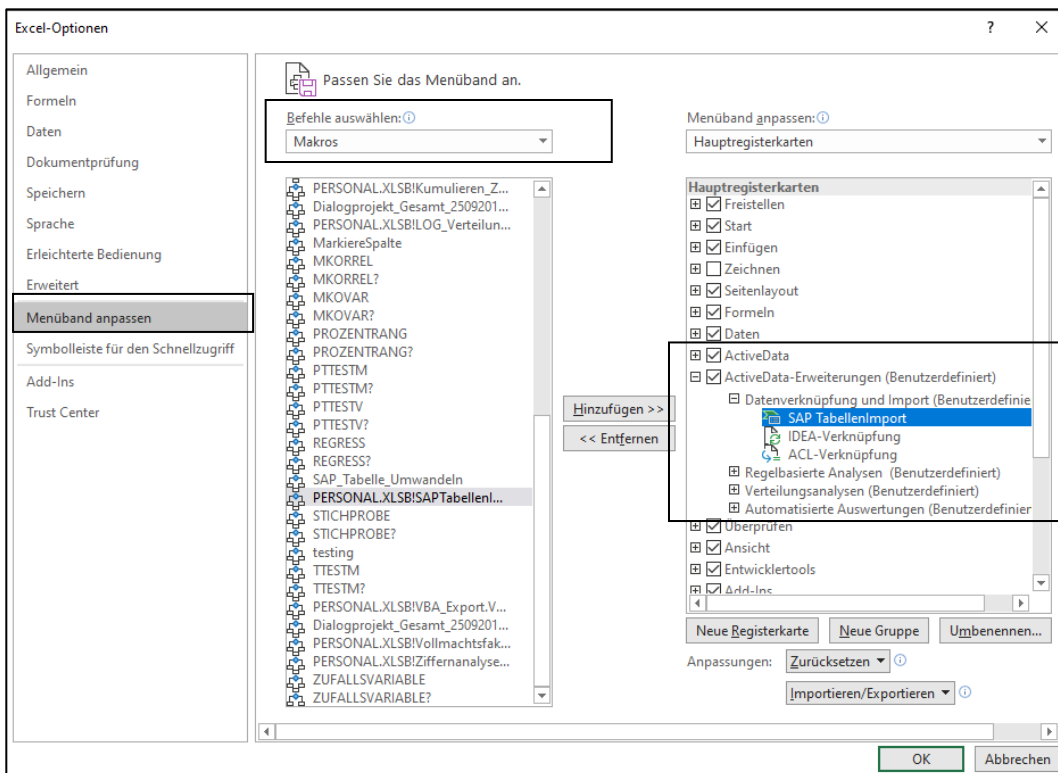 Excel-Optionen
?
Allgemein
Formeln
Daten
Dokumentprüfung
Speichern
Sprache
Erleichterte Bedienung
Erweitert
Menüband anpassen
Symbolleiste für den Schnellzugriff
Add-Ins
Trust Center
Passen Sie das Menüband an.
Befehle auswählen:
Makros
PERSONAL.XLSB!Kumulieren_Z...
Dialogprojekt_Gesamt_2509201...
PERSONAL.XLSB!LOG_Verteilun...
MarkiereSpalte
MKORREL
MKORREL?
MKOVAR
MKOVAR?
PROZENTRANG
PROZENTRANG?
PTTESTM
PTTESTM?
PTTESTV
PTTESTV?
REGRESS
REGRESS?
SAP_Tabelle_Umwandeln
PERSONAL.XLSB!SAPTabellenI...
STICHPROBE
STICHPROBE?
testing
TTESTM
TTESTM?
PERSONAL.XLSB!VBA_Export.V...
Dialogprojekt_Gesamt_2509201...
PERSONAL.XLSB!Vollmachtsfak...
PERSONAL.XLSB!Ziffernanalyse...
ZUFALLSVARIABLE
ZUFALLSVARIABLE?
Hinzufügen >>
<< Entfernen
Menüband anpassen:
Hauptregisterkarten
Hauptregisterkarten
Freistellen
Start
Einfügen
Zeichnen
Seitenlayout
Formeln
Daten
ActiveData
ActiveData-Erweiterungen (Benutzerdefiniert)
Datenverknüpfung und Import (Benutzerdefinie
SAP TabellenImport
IDEA-Verknüpfung
ACL-Verknüpfung
Regelbasierte Analysen (Benutzerdefiniert)
Verteilungsanalysen (Benutzerdefiniert)
Automatisierte Auswertungen (Benutzerdefinier
Überprüfen
Ansicht
Entwicklertools
Add-Ins
Neue Registerkarte
Neue Gruppe
Umbenennen...
Anpassungen:
Zurücksetzen
Importieren/Exportieren
OK
Abbrechen